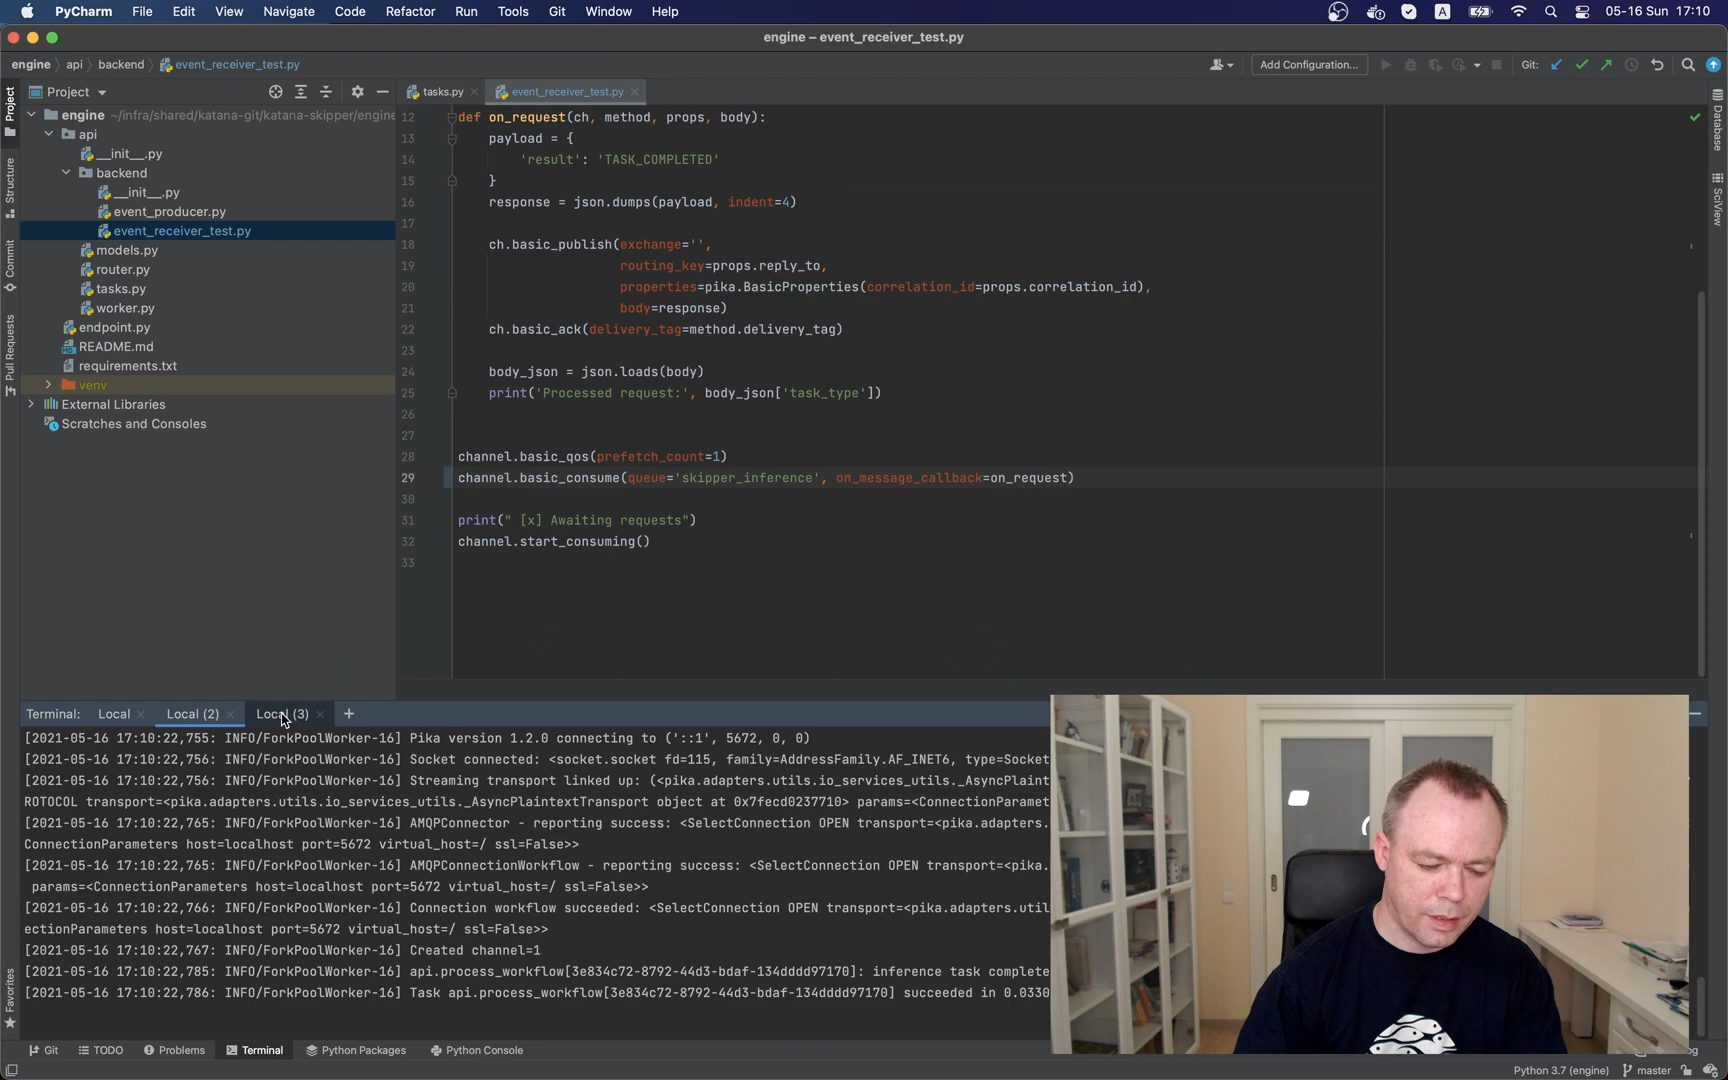 PyCharm File Edit View Navigate Code Refactor Run Tools Git Window Help
A 05-16 Sun 17:10
engine – event_receiver_test.py
engine api backend event_receiver_test.py
Add Configuration... Git:
Project
tasks.py event_receiver_test.py
engine ~/infra/shared/katana-git/katana-skipper/engine
api
__init__.py
backend
__init__.py
event_producer.py
event_receiver_test.py
models.py
router.py
tasks.py
worker.py
endpoint.py
README.md
requirements.txt
venv
External Libraries
Scratches and Consoles
Project
Structure
Commit
Pull Requests
Favorites
Database
SciView
12 def on_request(ch, method, props, body):
13 payload = {
14 'result': 'TASK_COMPLETED'
15 }
16 response = json.dumps(payload, indent=4)
17
18 ch.basic_publish(exchange='',
19 routing_key=props.reply_to,
20 properties=pika.BasicProperties(correlation_id=props.correlation_id),
21 body=response)
22 ch.basic_ack(delivery_tag=method.delivery_tag)
23
24 body_json = json.loads(body)
25 print('Processed request:', body_json['task_type'])
26
27
28 channel.basic_qos(prefetch_count=1)
29 channel.basic_consume(queue='skipper_inference', on_message_callback=on_request)
30
31 print(" [x] Awaiting requests")
32 channel.start_consuming()
33
Terminal: Local Local (2) Local (3) +
[2021-05-16 17:10:22,755: INFO/ForkPoolWorker-16] Pika version 1.2.0 connecting to ('::1', 5672, 0, 0)
[2021-05-16 17:10:22,756: INFO/ForkPoolWorker-16] Socket connected: <socket.socket fd=115, family=AddressFamily.AF_INET6, type=Socket
[2021-05-16 17:10:22,756: INFO/ForkPoolWorker-16] Streaming transport linked up: (<pika.adapters.utils.io_services_utils._AsyncPlaint
ROTOCOL transport=<pika.adapters.utils.io_services_utils._AsyncPlaintextTransport object at 0x7fecd0237710> params=<ConnectionParamet
[2021-05-16 17:10:22,765: INFO/ForkPoolWorker-16] AMQPConnector - reporting success: <SelectConnection OPEN transport=<pika.adapters.
ConnectionParameters host=localhost port=5672 virtual_host=/ ssl=False>>
[2021-05-16 17:10:22,765: INFO/ForkPoolWorker-16] AMQPConnectionWorkflow - reporting success: <SelectConnection OPEN transport=<pika.
params=<ConnectionParameters host=localhost port=5672 virtual_host=/ ssl=False>>
[2021-05-16 17:10:22,766: INFO/ForkPoolWorker-16] Connection workflow succeeded: <SelectConnection OPEN transport=<pika.adapters.util
ectionParameters host=localhost port=5672 virtual_host=/ ssl=False>>
[2021-05-16 17:10:22,767: INFO/ForkPoolWorker-16] Created channel=1
[2021-05-16 17:10:22,785: INFO/ForkPoolWorker-16] api.process_workflow[3e834c72-8792-44d3-bdaf-134dddd97170]: inference task complete
[2021-05-16 17:10:22,786: INFO/ForkPoolWorker-16] Task api.process_workflow[3e834c72-8792-44d3-bdaf-134dddd97170] succeeded in 0.0330
Git TODO Problems Terminal Python Packages Python Console
Python 3.7 (engine) master